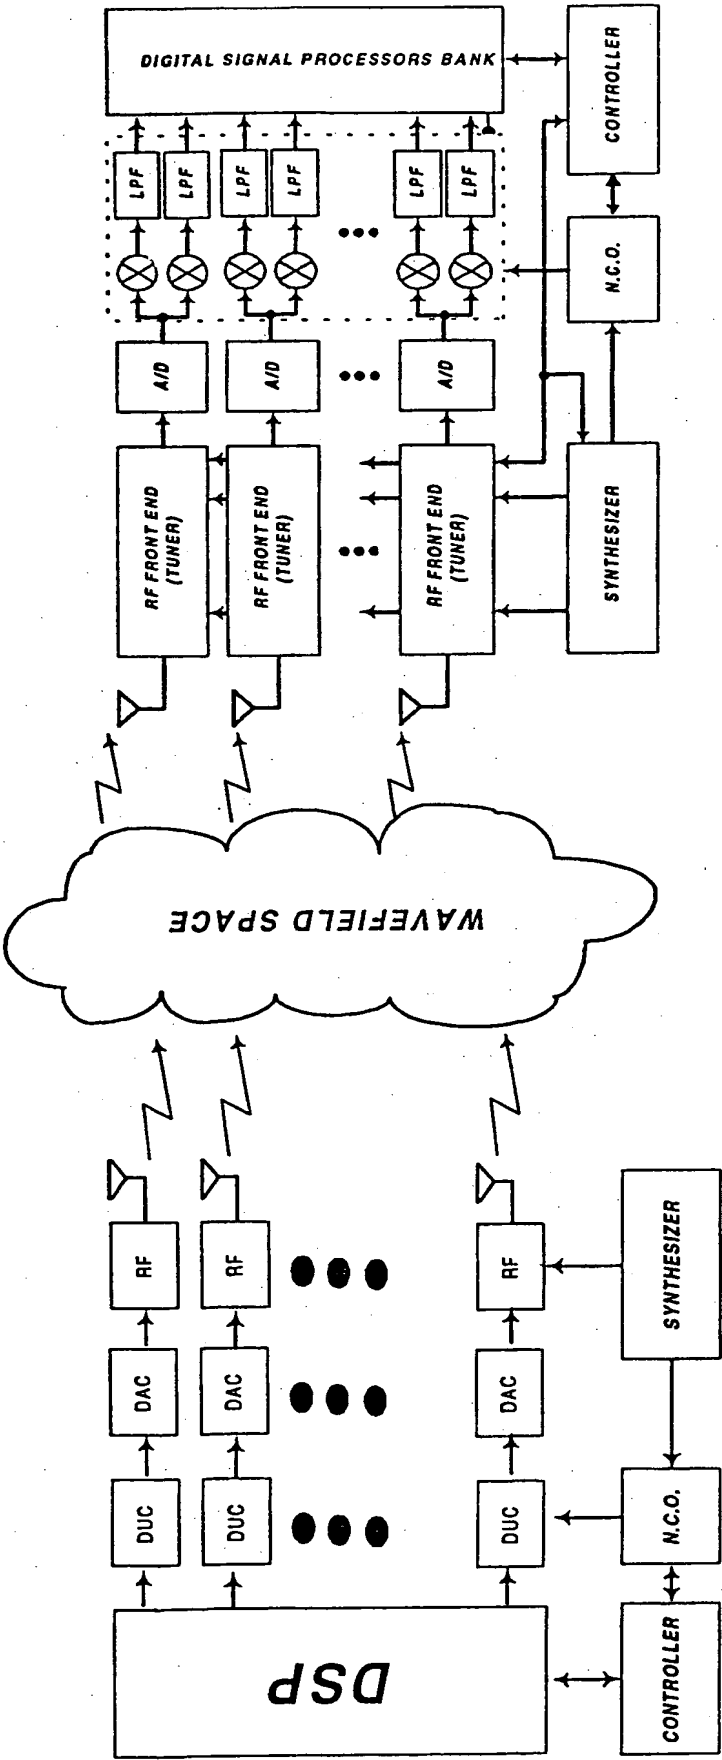 DIGITAL SIGNAL PROCESSORS BANK
CONTROLLER
LPF
LPF
LPF
LPF
LPF
LPF
N.C.O.
A/D
A/D
A/D
RF FRONT END
(TUNER)
RF FRONT END
(TUNER)
RF FRONT END
(TUNER)
SYNTHESIZER
WAVEFIELD SPACE
RF
RF
RF
SYNTHESIZER
DAC
DAC
DAC
DUC
DUC
DUC
N.C.O.
DSP
CONTROLLER